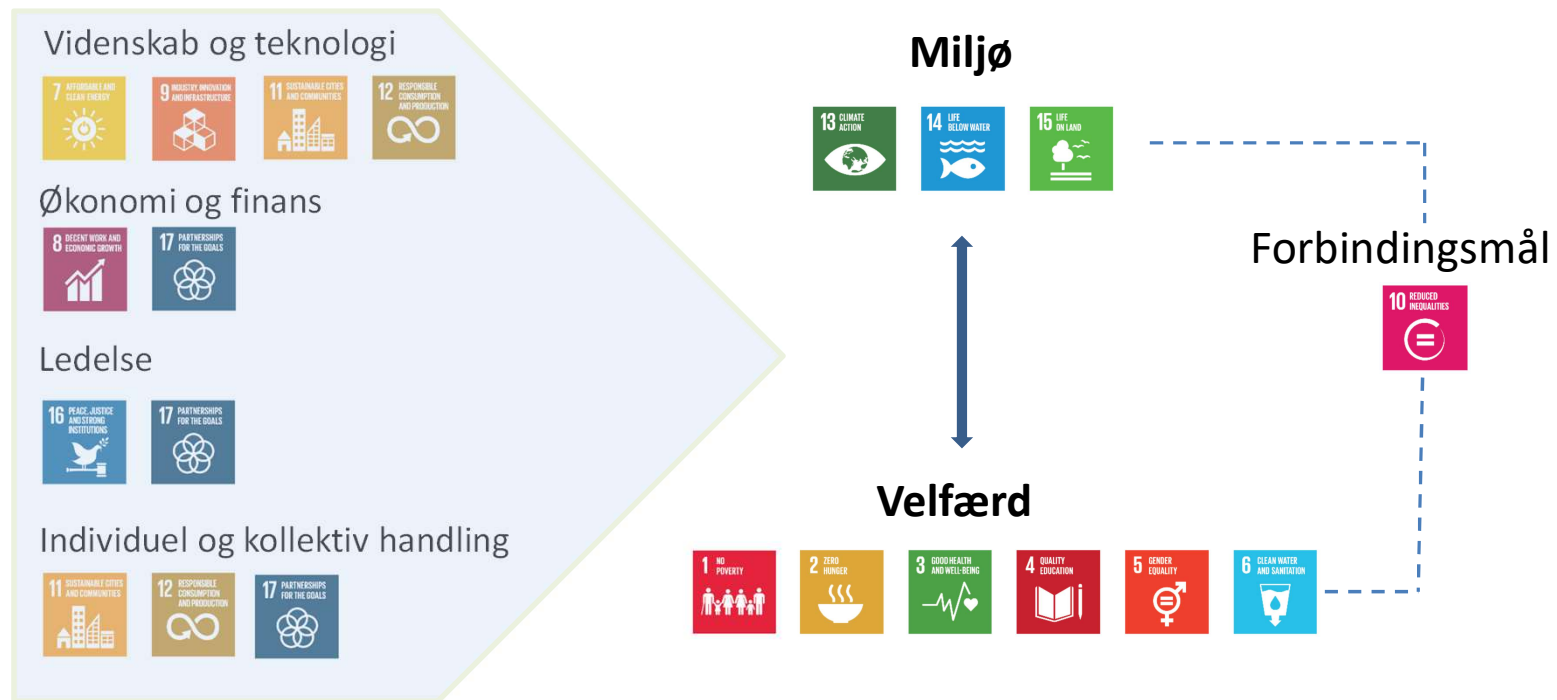 Videnskab og teknologi
7 AFFORDABLE AND
CLEAN ENERGY
9 INDUSTRY, INNOVATION
AND INFRASTRUCTURE
11 SUSTAINABLE CITIES
AND COMMUNITIES
12 RESPONSIBLE
CONSUMPTION
AND PRODUCTION
Økonomi og finans
8 DECENT WORK AND
ECONOMIC GROWTH
17 PARTNERSHIPS
FOR THE GOALS
Ledelse
16 PEACE, JUSTICE
AND STRONG
INSTITUTIONS
17 PARTNERSHIPS
FOR THE GOALS
Individuel og kollektiv handling
11 SUSTAINABLE CITIES
AND COMMUNITIES
12 RESPONSIBLE
CONSUMPTION
AND PRODUCTION
17 PARTNERSHIPS
FOR THE GOALS
Miljø
13 CLIMATE
ACTION
14 LIFE
BELOW WATER
15 LIFE
ON LAND
Forbindingsmål
10 REDUCED
INEQUALITIES
Velfærd
1 NO
POVERTY
2 ZERO
HUNGER
3 GOOD HEALTH
AND WELL-BEING
4 QUALITY
EDUCATION
5 GENDER
EQUALITY
6 CLEAN WATER
AND SANITATION